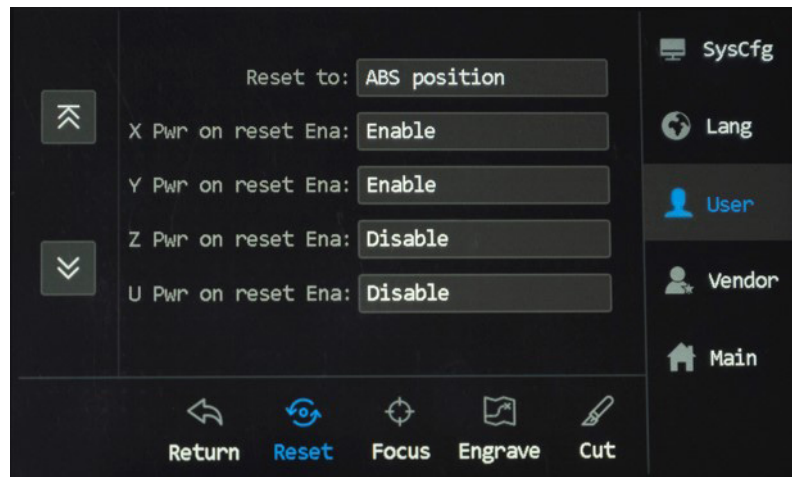 Reset to: ABS position
X Pwr on reset Ena: Enable
Y Pwr on reset Ena: Enable
Z Pwr on reset Ena: Disable
U Pwr on reset Ena: Disable
SysCfg
Lang
User
Vendor
Main
Return Reset Focus Engrave Cut